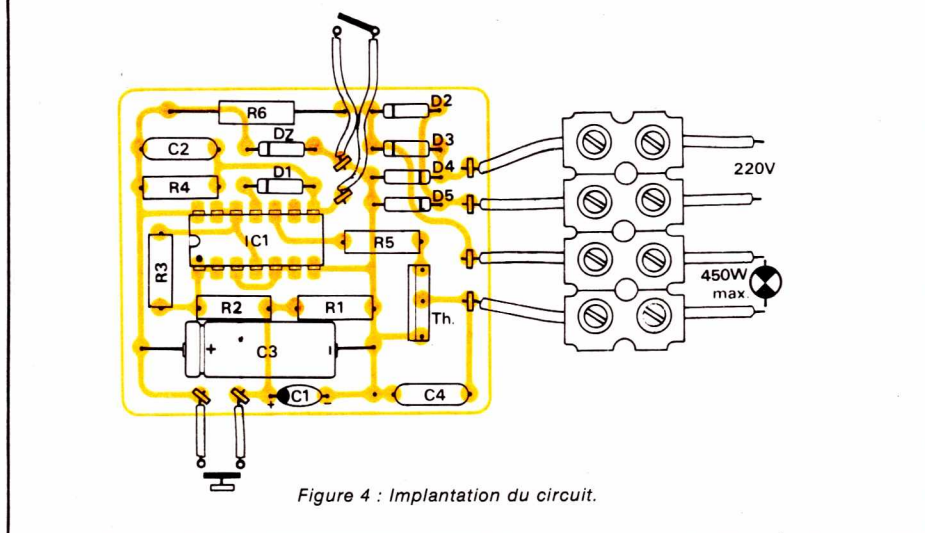 R6
D2
DZ
D3
C2
D4
220V
D1
R4
D5
IC1
R5
R3
450W
max.
R2
R1
Th.
+
C3
-
+
C1
-
C4
Figure 4 : Implantation du circuit.